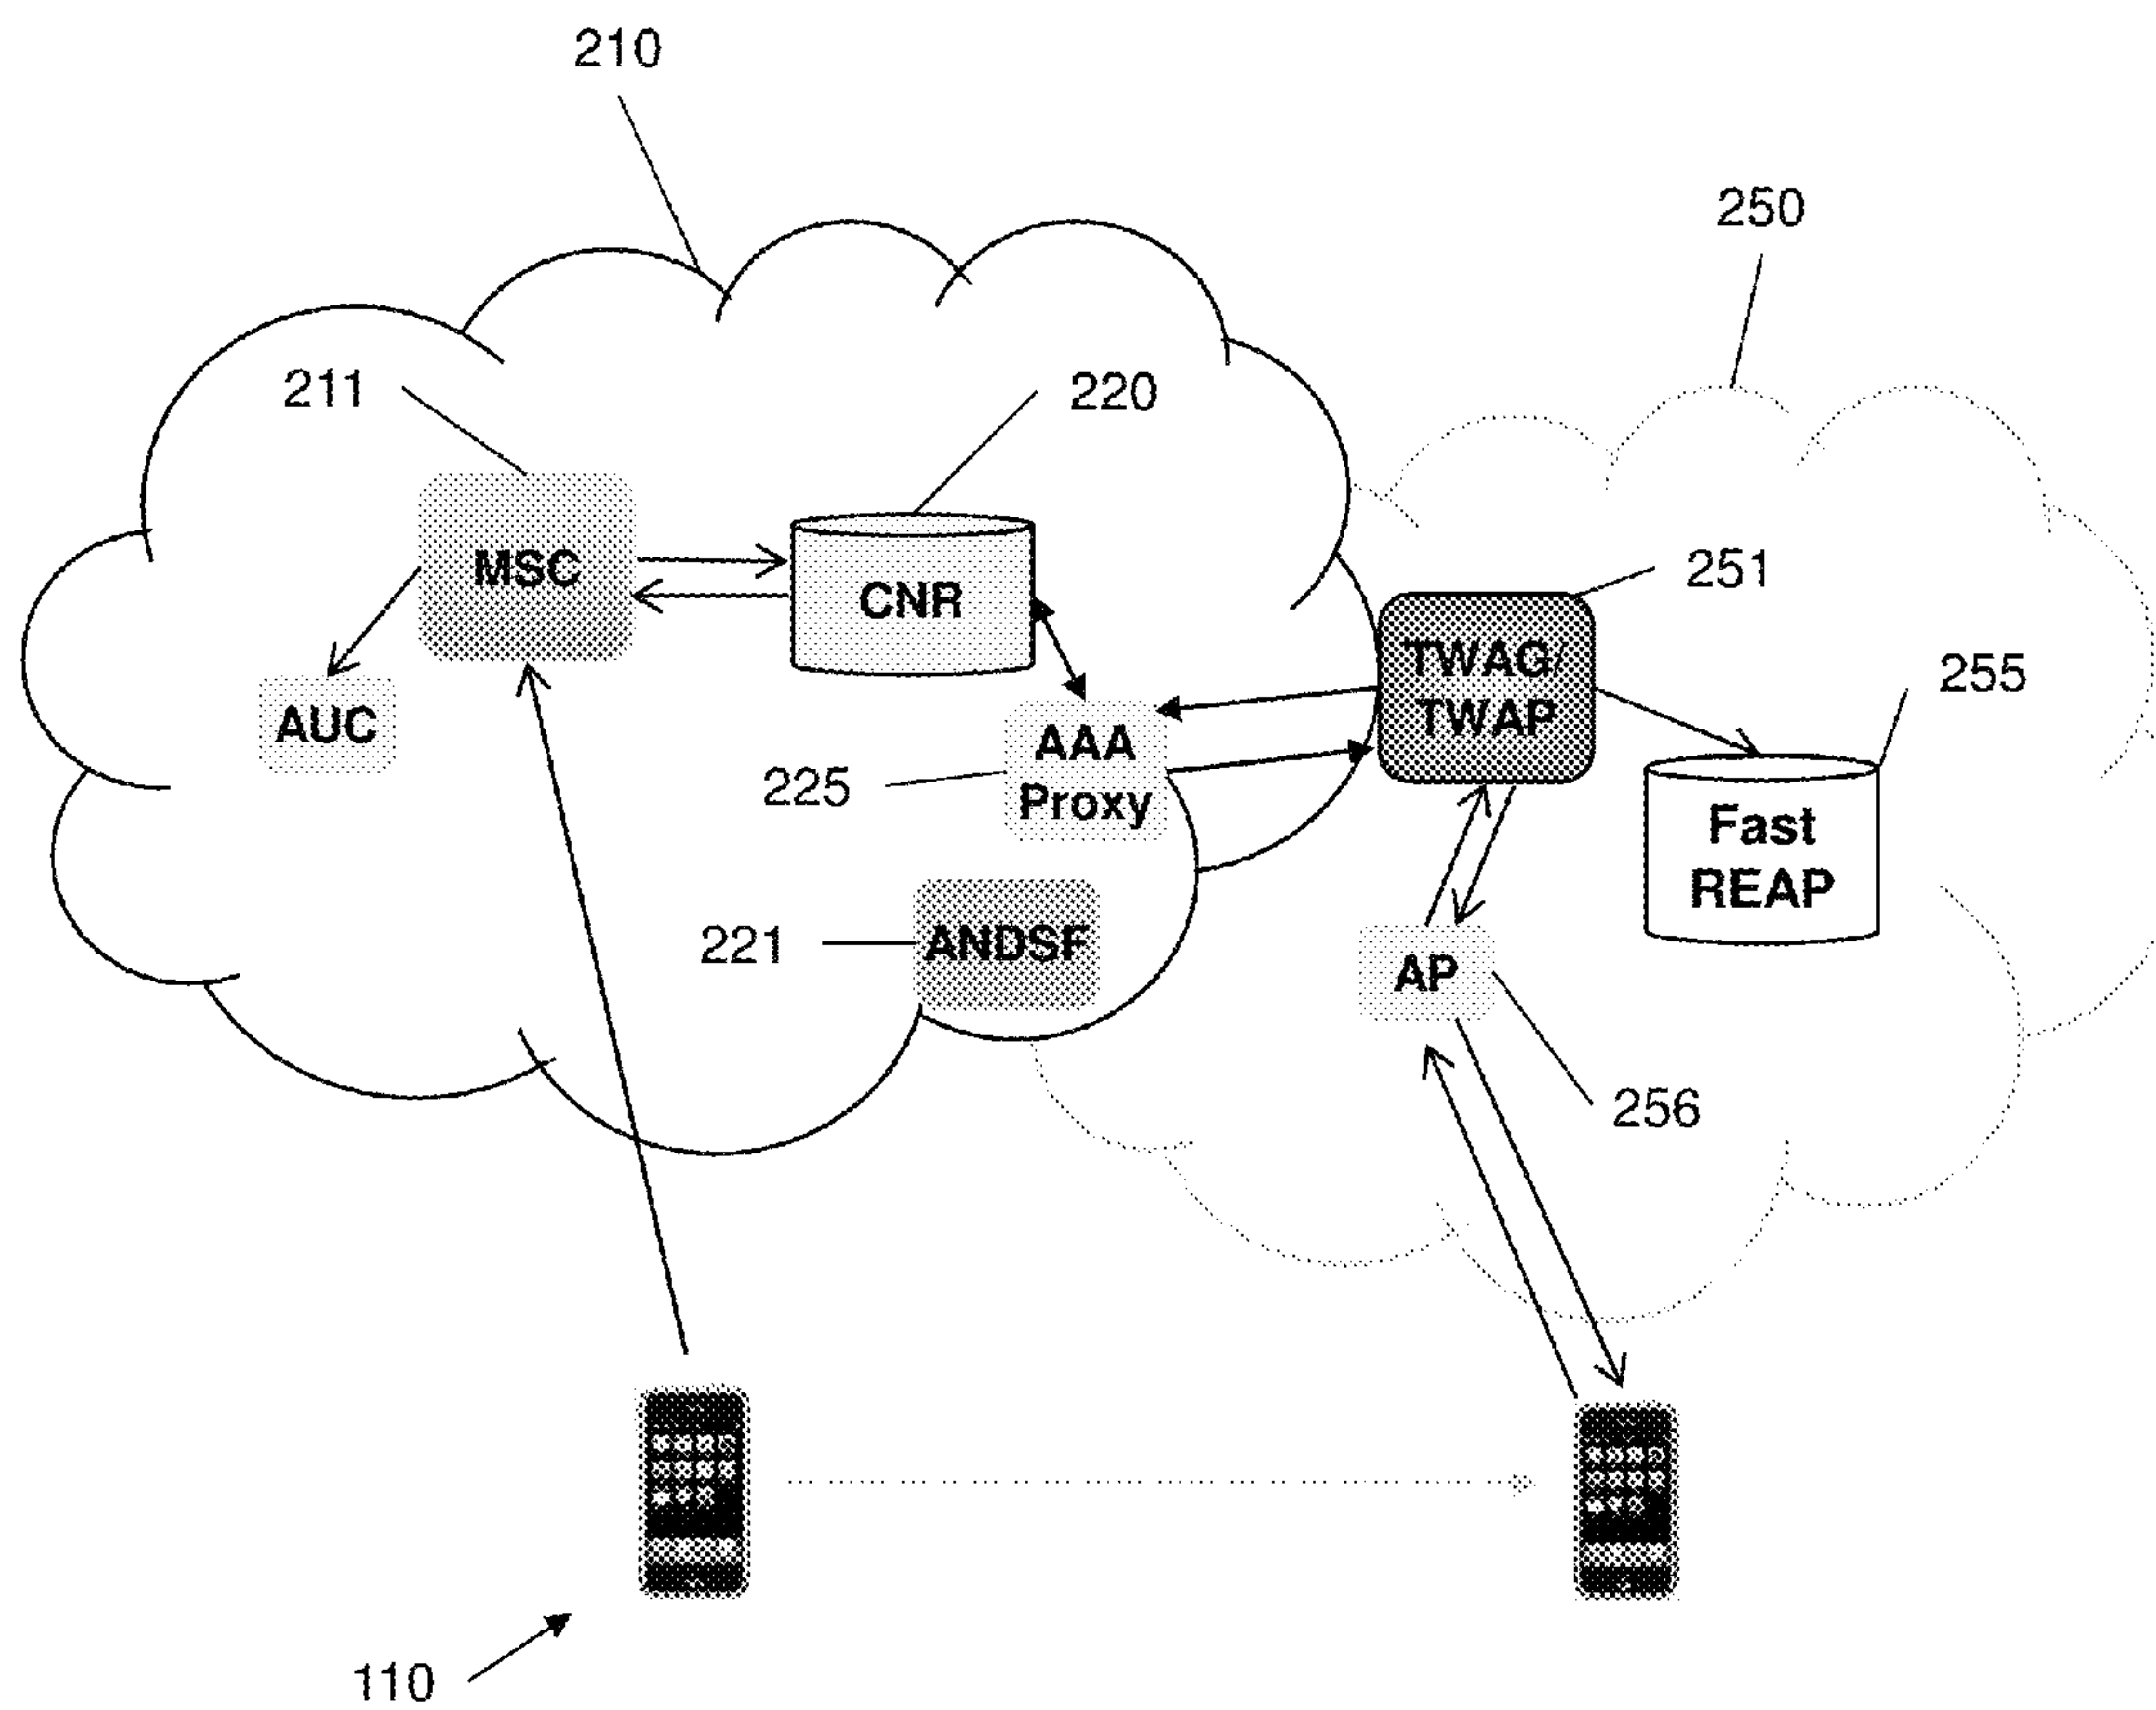 210
250
211
220
MSC
CNR
251
TWAG/
TWAP
255
AUC
AAA
Proxy
225
Fast
REAP
221
ANDSF
AP
256
110